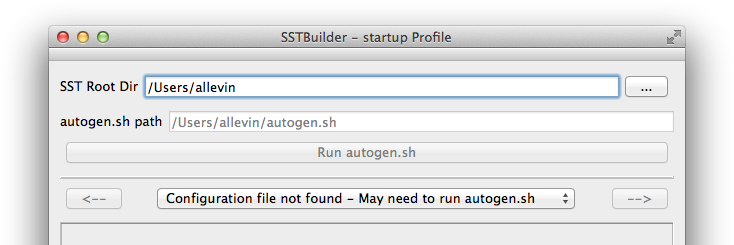 SSTBuilder - startup Profile
SST Root Dir /Users/allevin ...
autogen.sh path /Users/allevin/autogen.sh
Run autogen.sh
<-- Configuration file not found - May need to run autogen.sh -->